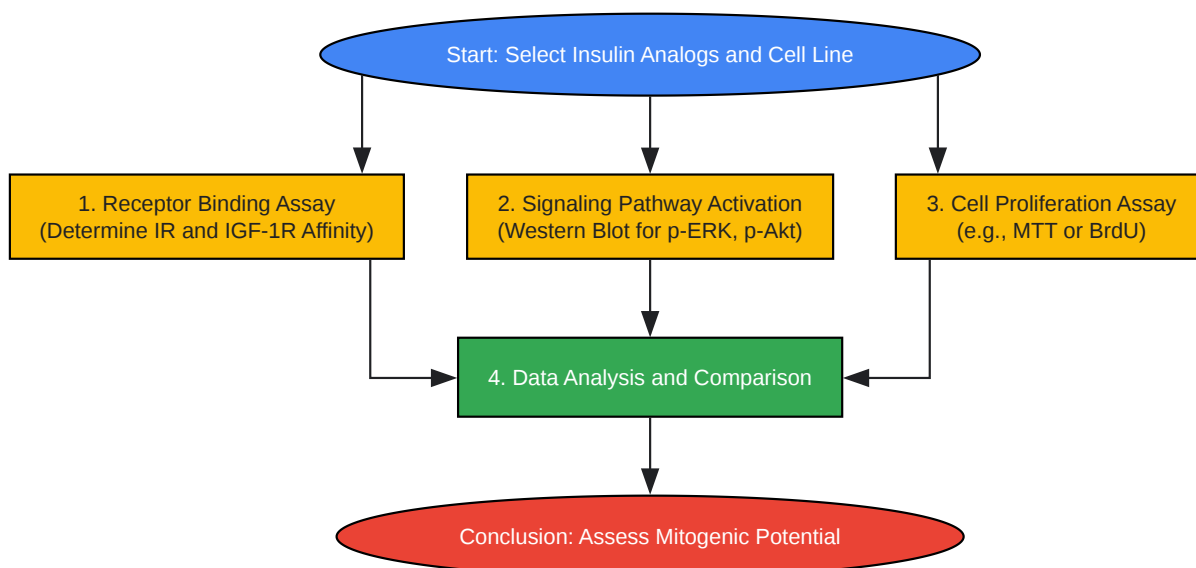 Start: Select Insulin Analogs and Cell Line
1. Receptor Binding Assay
(Determine IR and IGF-1R Affinity)
2. Signaling Pathway Activation
(Western Blot for p-ERK, p-Akt)
3. Cell Proliferation Assay
(e.g., MTT or BrdU)
4. Data Analysis and Comparison
Conclusion: Assess Mitogenic Potential